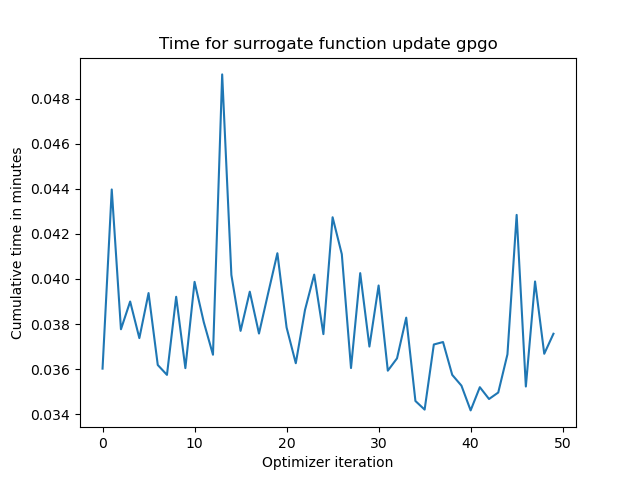 Time for surrogate function update gpgo
Cumulative time in minutes
0.048
0.046
0.044
0.042
0.040
0.038
0.036
0.034
0 10 20 30 40 50
Optimizer iteration